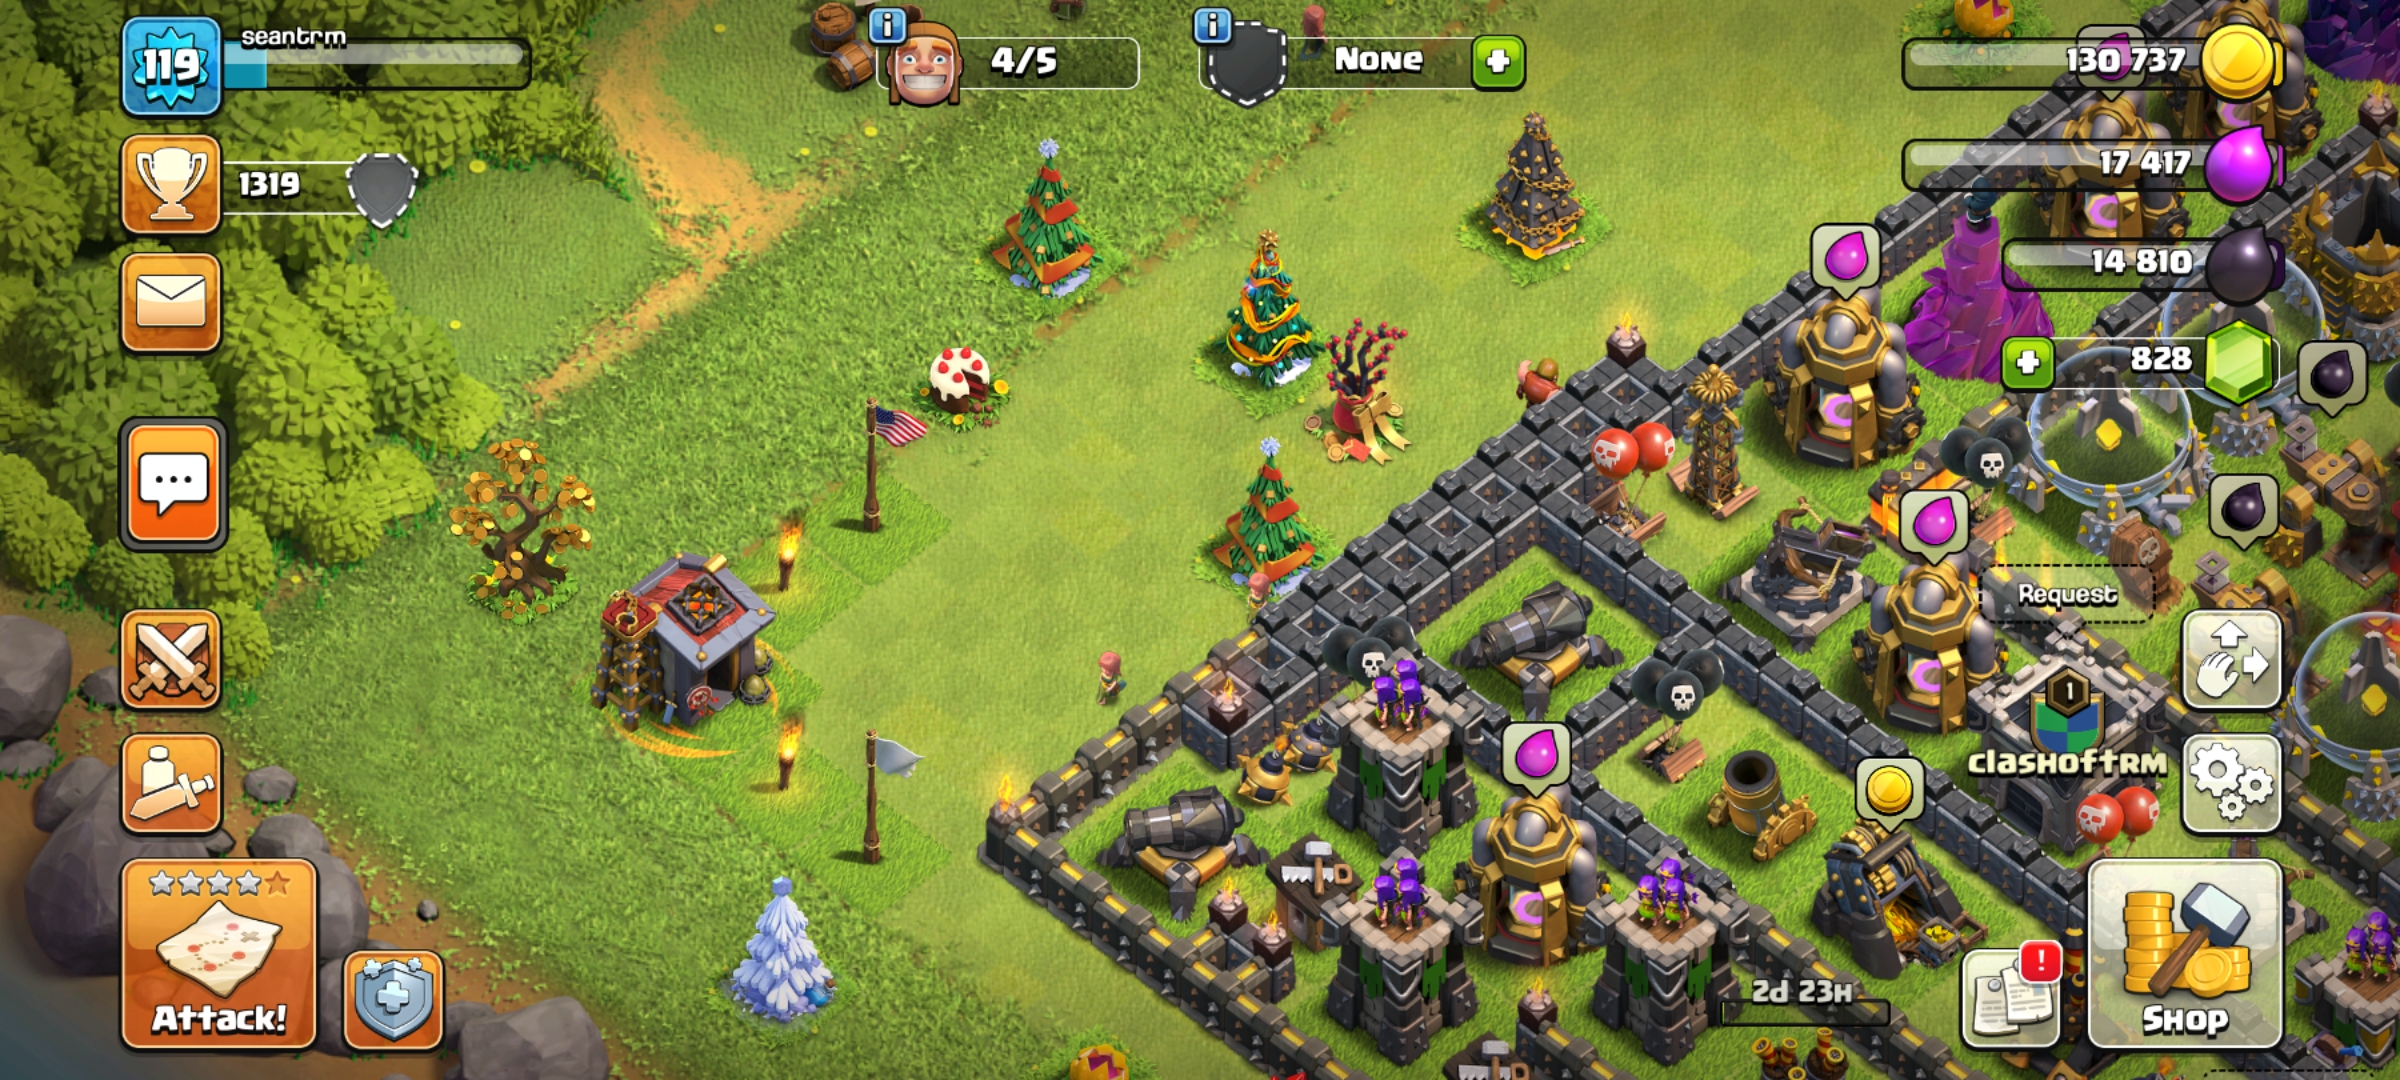 119
seantrm
4/5
None
130 737
1319
17 417
14 810
828
Request
1
clashoftrm
2d 23H
!
Attack!
Shop